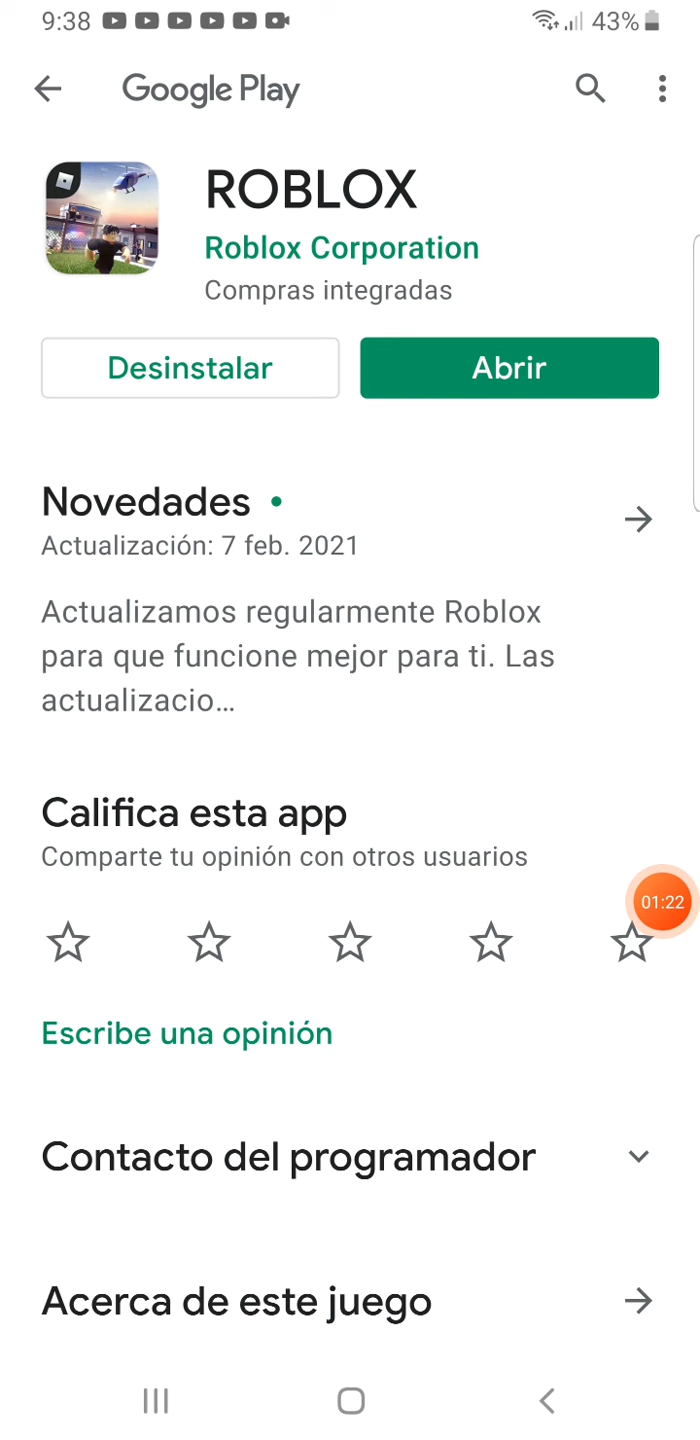 9:38
43%
Google Play
ROBLOX
Roblox Corporation
Compras integradas
Desinstalar
Abrir
Novedades •
Actualización: 7 feb. 2021
Actualizamos regularmente Roblox
para que funcione mejor para ti. Las
actualizacio...
Califica esta app
Comparte tu opinión con otros usuarios
01:22
Escribe una opinión
Contacto del programador
Acerca de este juego